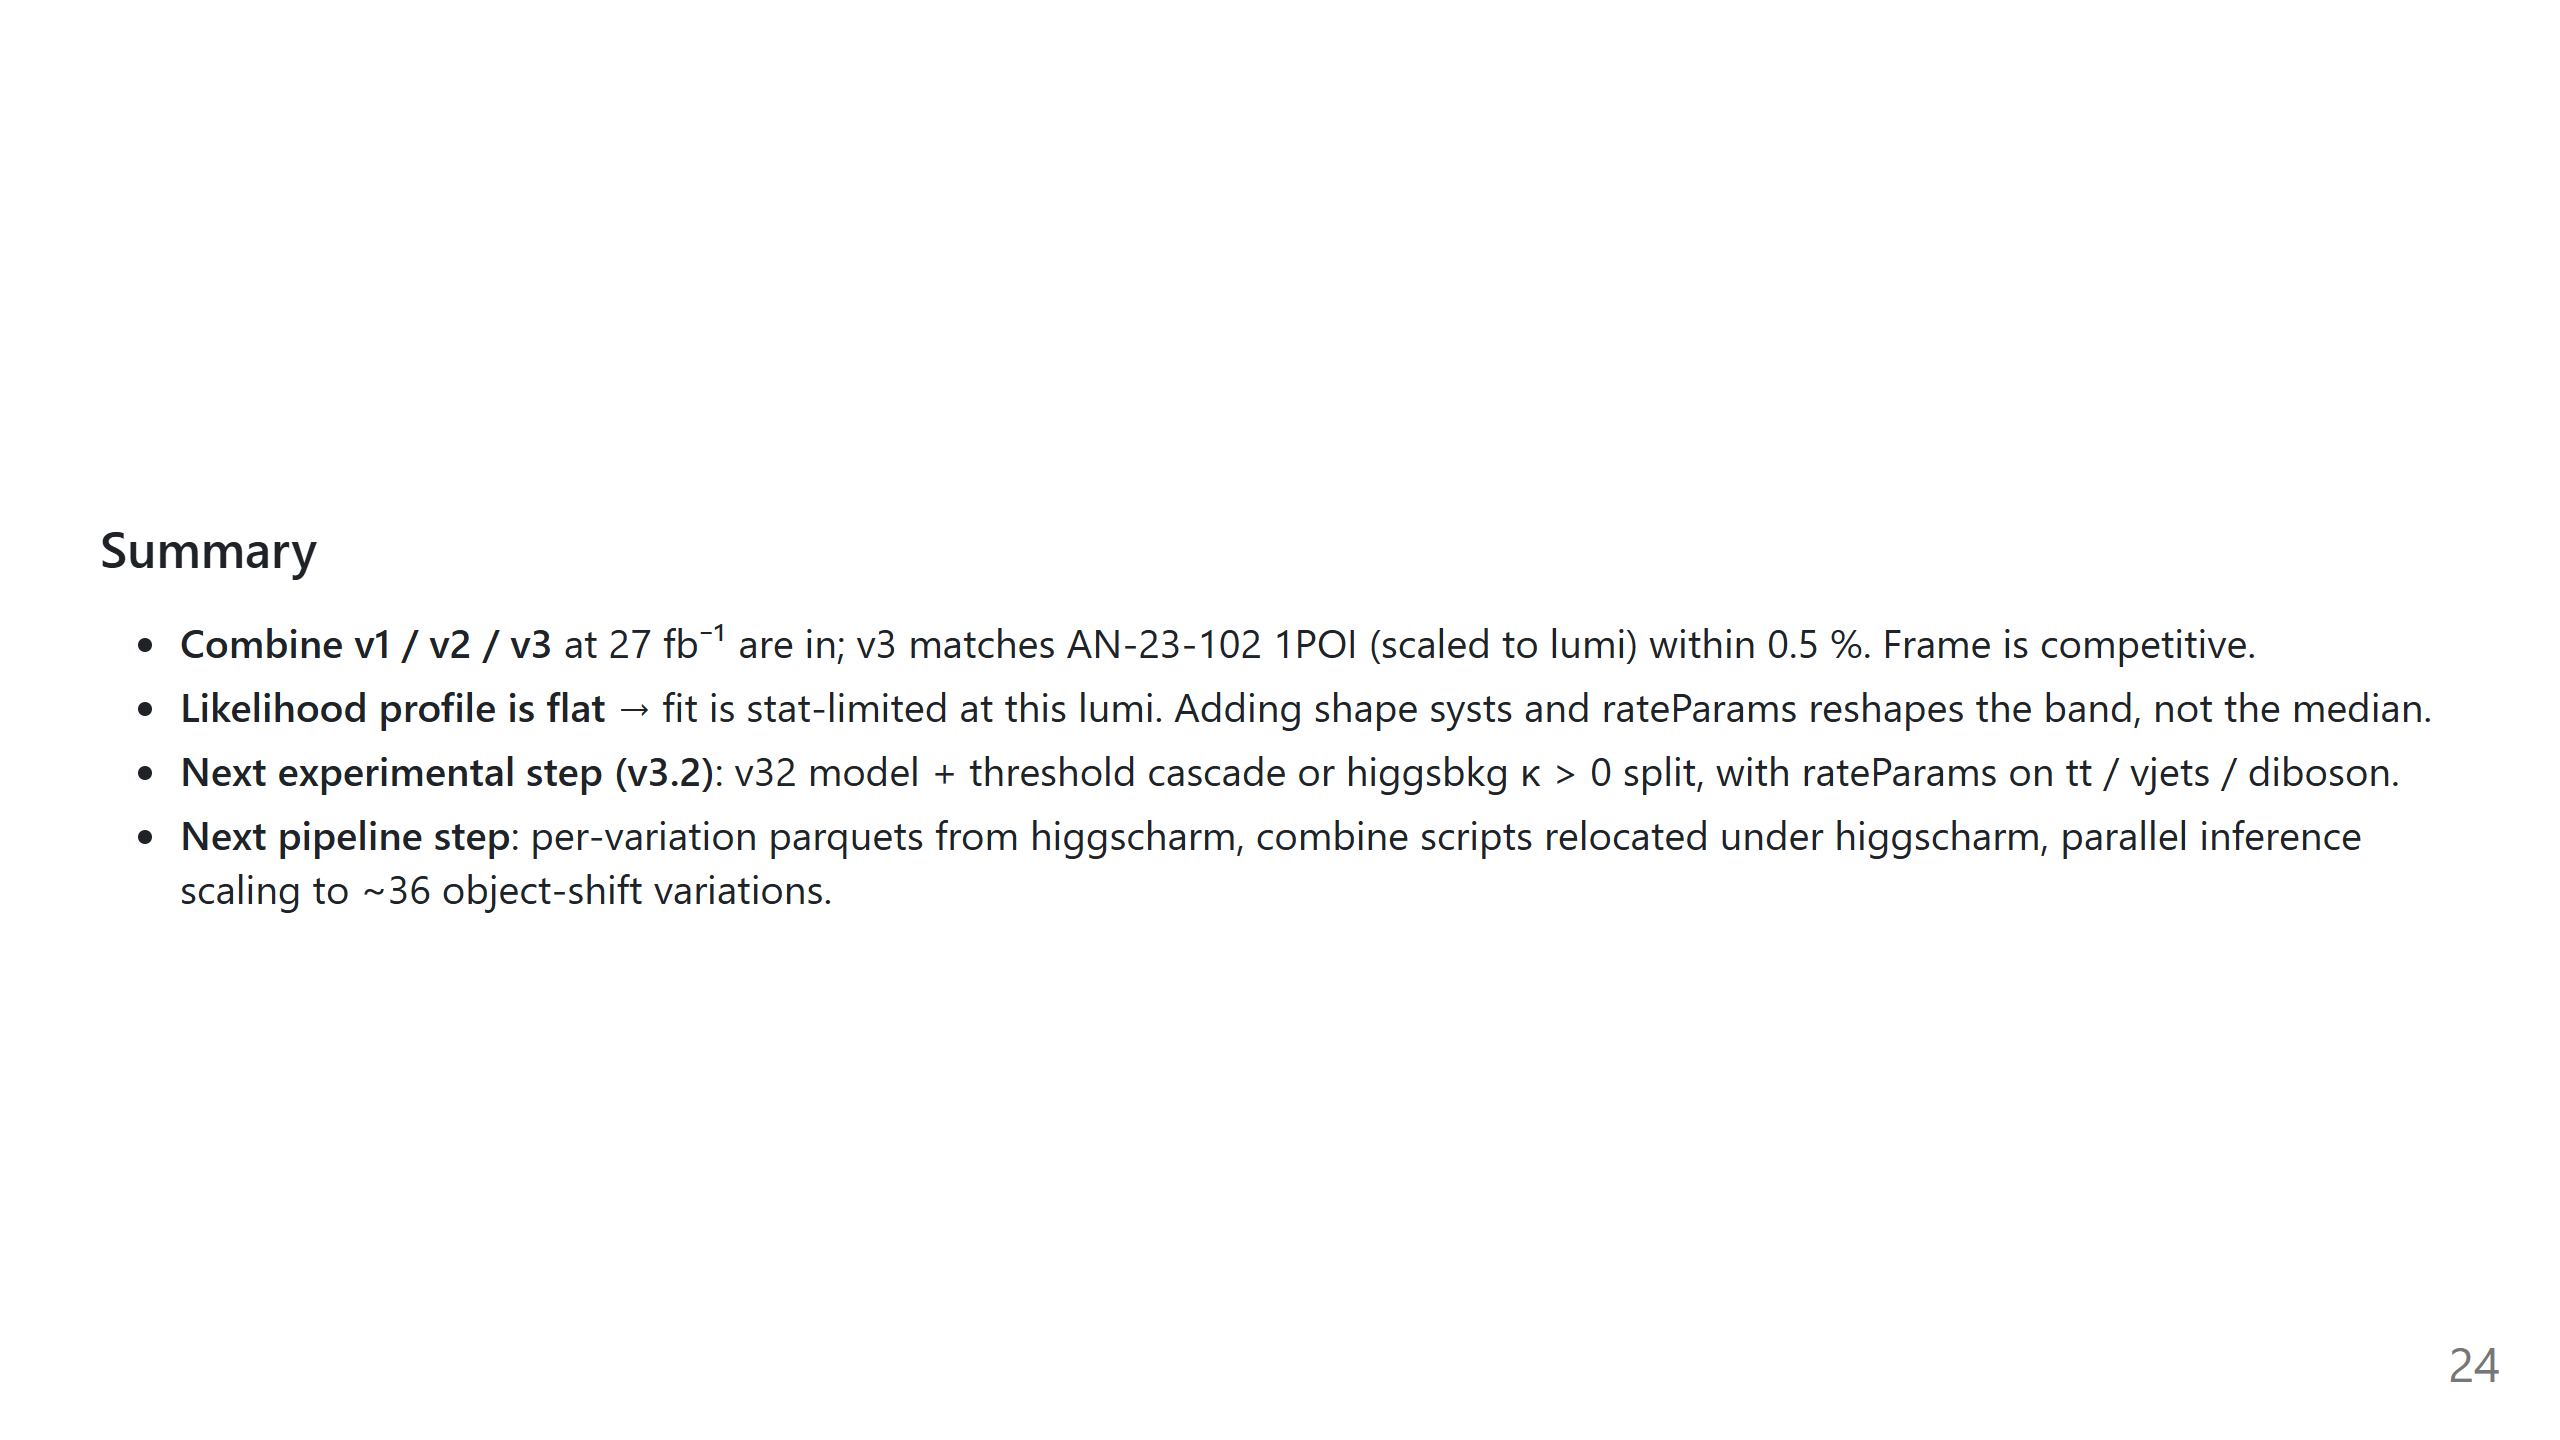 Summary
• Combine v1 / v2 / v3 at 27 fb⁻¹ are in; v3 matches AN-23-102 1POI (scaled to lumi) within 0.5 %. Frame is competitive.
• Likelihood profile is flat → fit is stat-limited at this lumi. Adding shape systs and rateParams reshapes the band, not the median.
• Next experimental step (v3.2): v32 model + threshold cascade or higgsbkg κ > 0 split, with rateParams on tt / vjets / diboson.
• Next pipeline step: per-variation parquets from higgscharm, combine scripts relocated under higgscharm, parallel inference
scaling to ~36 object-shift variations.
24